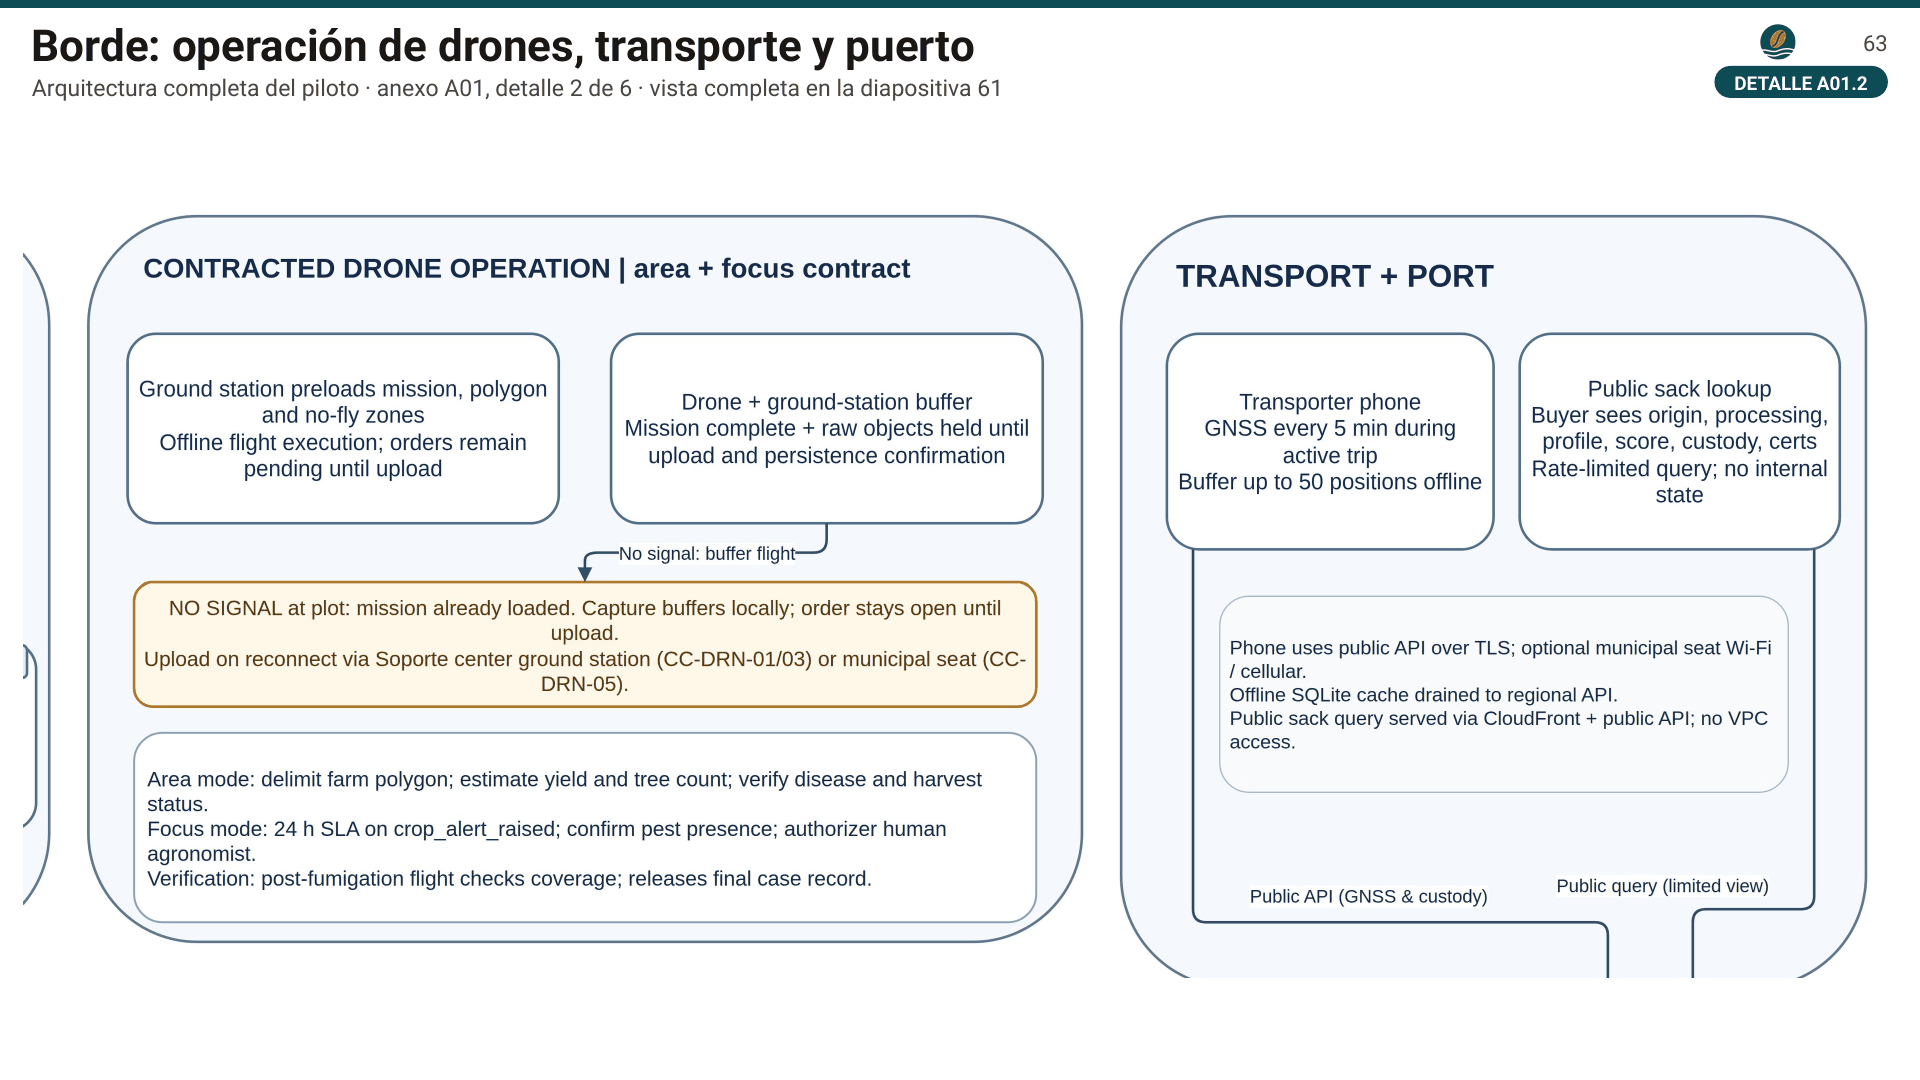 Borde: operación de drones, transporte y puerto
Arquitectura completa del piloto · anexo A01, detalle 2 de 6 · vista completa en la diapositiva 61
63
DETALLE A01.2
CONTRACTED DRONE OPERATION | area + focus contract
Ground station preloads mission, polygon
and no-fly zones
Offline flight execution; orders remain
pending until upload
Drone + ground-station buffer
Mission complete + raw objects held until
upload and persistence confirmation
No signal: buffer flight
NO SIGNAL at plot: mission already loaded. Capture buffers locally; order stays open until
upload.
Upload on reconnect via Soporte center ground station (CC-DRN-01/03) or municipal seat (CC-
DRN-05).
Area mode: delimit farm polygon; estimate yield and tree count; verify disease and harvest
status.
Focus mode: 24 h SLA on crop_alert_raised; confirm pest presence; authorizer human
agronomist.
Verification: post-fumigation flight checks coverage; releases final case record.
TRANSPORT + PORT
Transporter phone
GNSS every 5 min during
active trip
Buffer up to 50 positions offline
Public sack lookup
Buyer sees origin, processing,
profile, score, custody, certs
Rate-limited query; no internal
state
Phone uses public API over TLS; optional municipal seat Wi-Fi
/ cellular.
Offline SQLite cache drained to regional API.
Public sack query served via CloudFront + public API; no VPC
access.
Public API (GNSS & custody)
Public query (limited view)